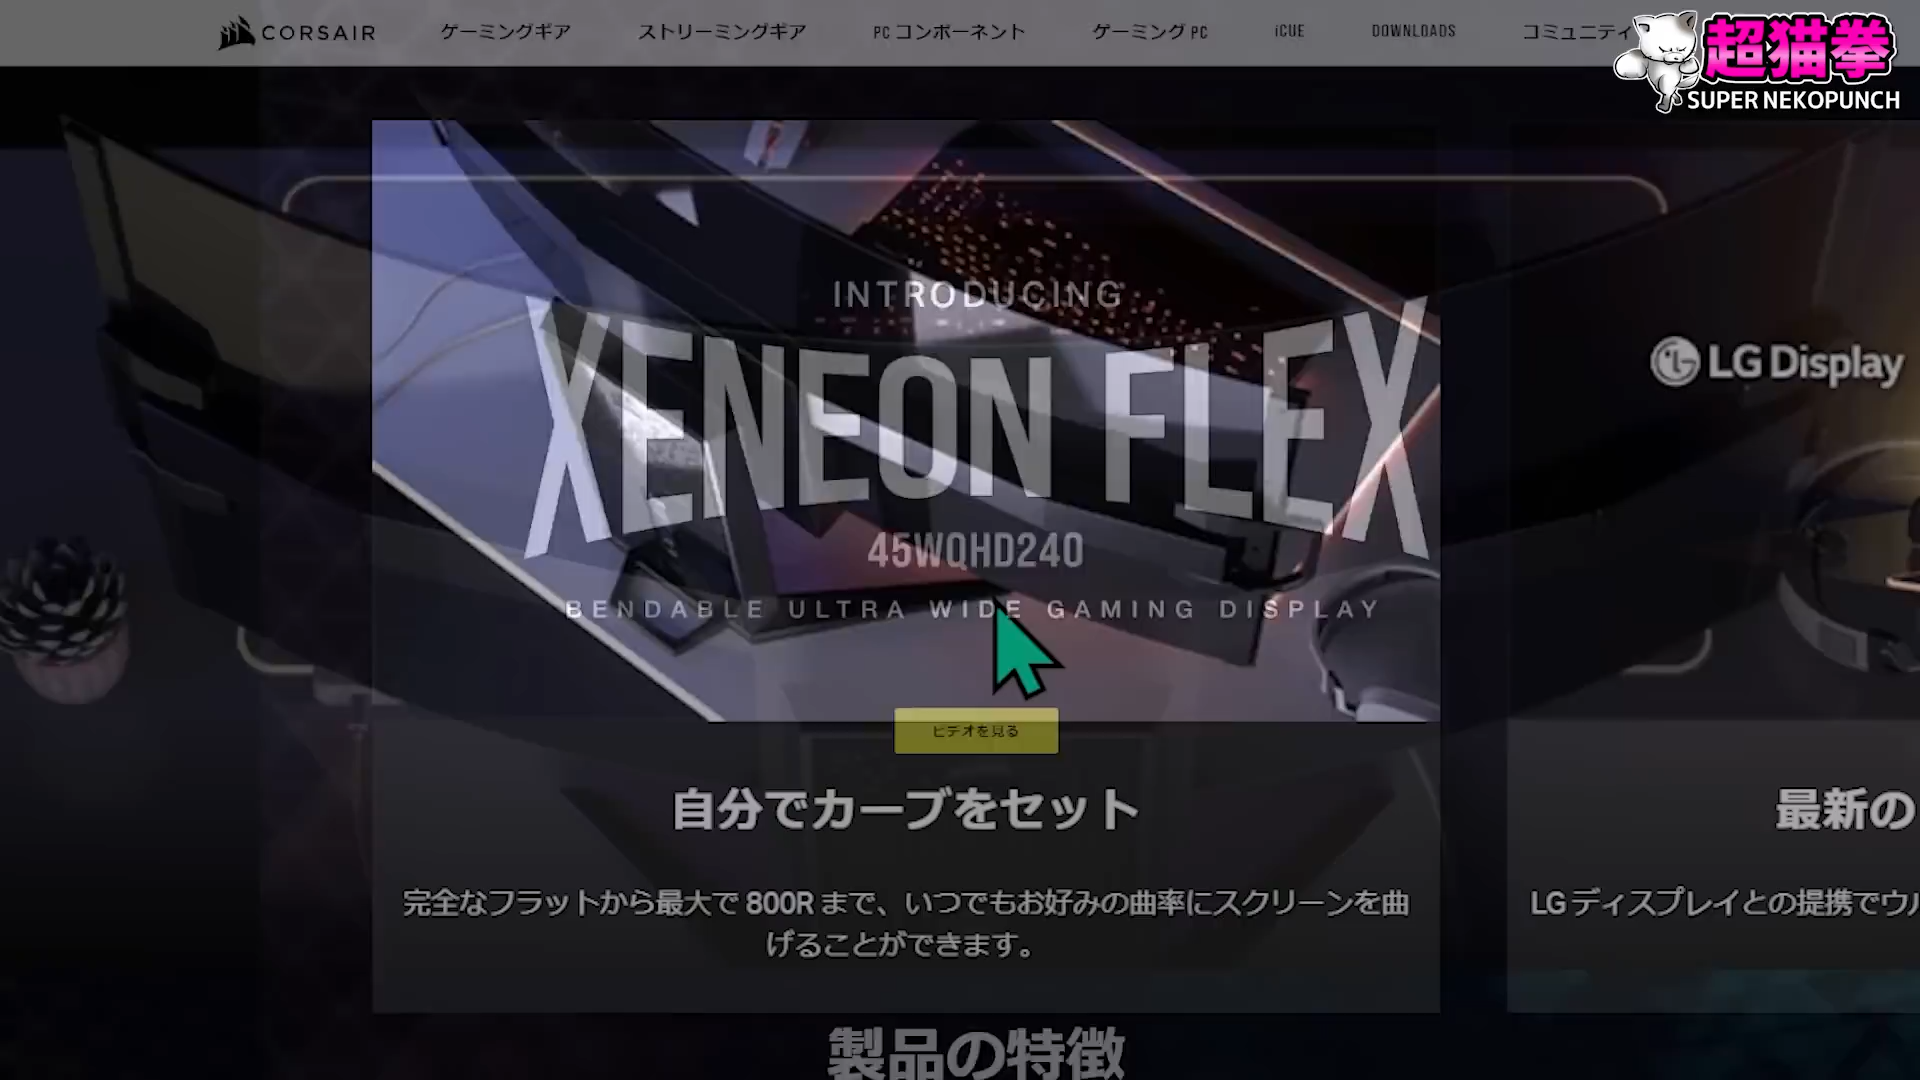 CORSAIR
ゲーミングギア
ストリーミングギア
PC コンポーネント
ゲーミング PC
iCUE
DOWNLOADS
コミュニティ
超猫拳
SUPER NEKOPUNCH
INTRODUCING
XENEON FLEX
45WQHD240
BENDABLE ULTRA WIDE GAMING DISPLAY
LG Display
ビデオを見る
自分でカーブをセット
完全なフラットから最大で 800R まで、いつでもお好みの曲率にスクリーンを曲
げることができます。
最新の
LG ディスプレイとの提携でウル
製品の特徴